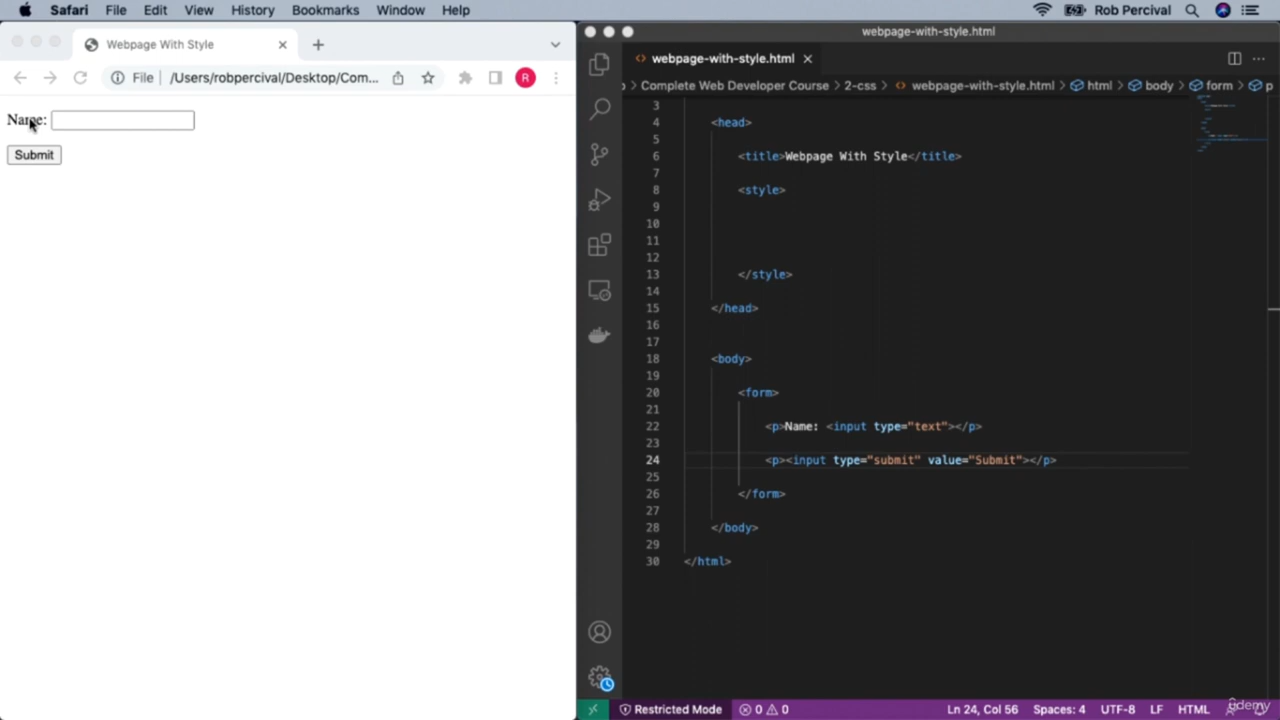 Safari File Edit View History Bookmarks Window Help Rob Percival
Webpage With Style
File /Users/robpercival/Desktop/Com... R
Name:
Submit
webpage-with-style.html
webpage-with-style.html
Complete Web Developer Course > 2-css > webpage-with-style.html > html > body > form > p
3
4 <head>
5
6 <title>Webpage With Style</title>
7
8 <style>
9
10
11
12
13 </style>
14
15 </head>
16
17
18 <body>
19
20 <form>
21
22 <p>Name: <input type="text"></p>
23
24 <p><input type="submit" value="Submit"></p>
25
26 </form>
27
28 </body>
29
30 </html>
Restricted Mode 0 0 Ln 24, Col 56 Spaces: 4 UTF-8 LF HTML
ûdemy